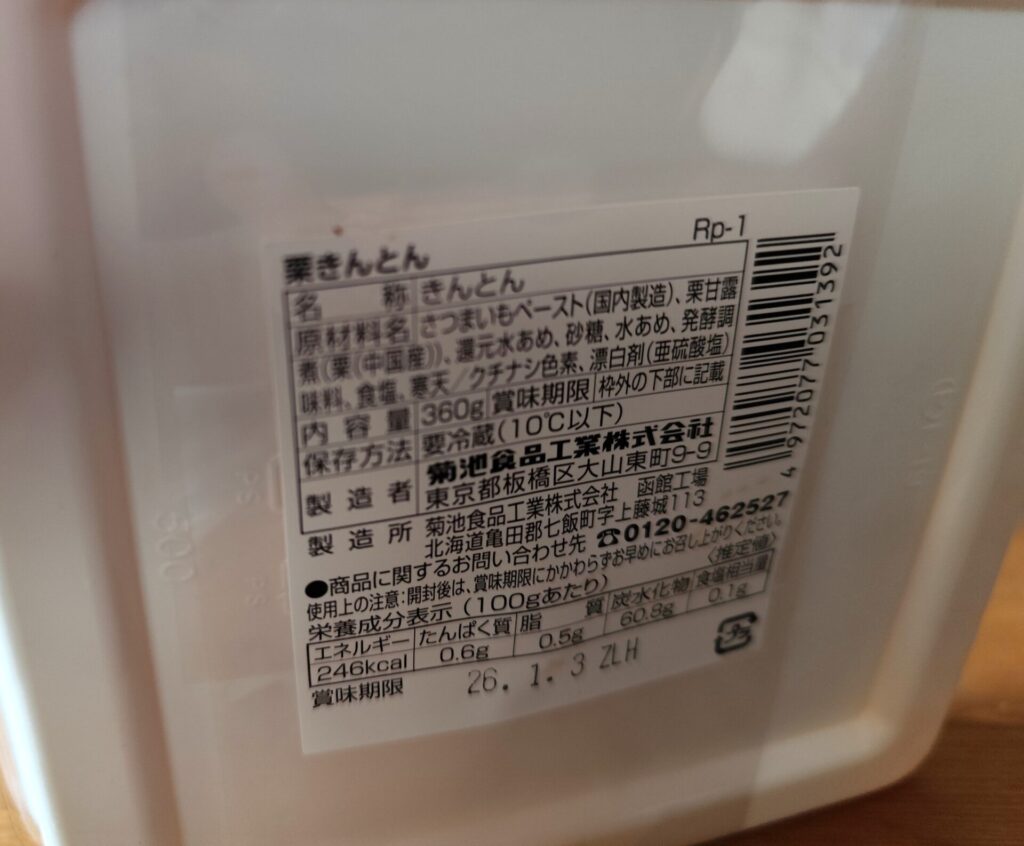 Rp-1
栗きんとん
名称 きんとん
原材料名 さつまいもペースト(国内製造)、栗甘露
煮(栗(中国産))、還元水あめ、砂糖、水あめ、発酵調
味料、食塩、寒天/クチナシ色素、漂白剤(亜硫酸塩)
内容量 360g 賞味期限 枠外の下部に記載
保存方法 要冷蔵(10℃以下)
製造者 菊池食品工業株式会社
東京都板橋区大山東町9-9
製造所 菊池食品工業株式会社 函館工場
北海道亀田郡七飯町字上藤城113
●商品に関するお問い合わせ先 ☎0120-462527
使用上の注意:開封後は、賞味期限にかかわらずお早めにお召し上がりください。
栄養成分表示(100gあたり) 〈推定値〉
エネルギー たんぱく質 脂質 炭水化物 食塩相当量
246kcal 0.6g 0.5g 60.8g 0.1g
賞味期限 26. 1. 3 ZLH
プラ
4 972077 031392
500
PS